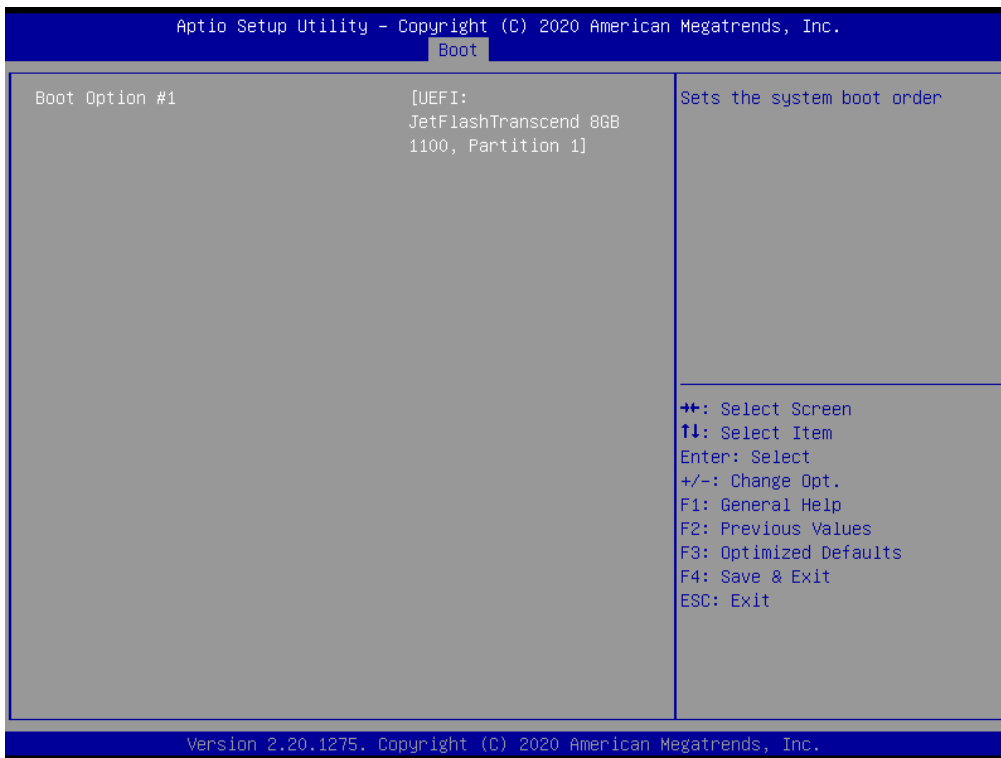 Aptio Setup Utility – Copyright (C) 2020 American Megatrends, Inc.
Boot
Boot Option #1
[UEFI:
JetFlashTranscend 8GB
1100, Partition 1]
Sets the system boot order
→←: Select Screen
↑↓: Select Item
Enter: Select
+/-: Change Opt.
F1: General Help
F2: Previous Values
F3: Optimized Defaults
F4: Save & Exit
ESC: Exit
Version 2.20.1275. Copyright (C) 2020 American Megatrends, Inc.